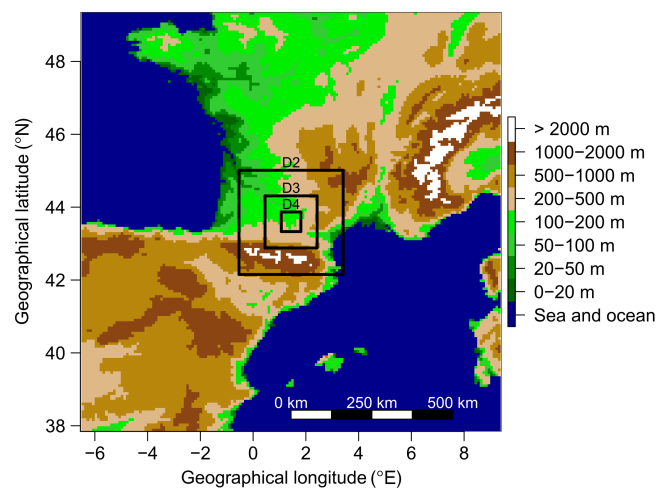 48
46
44
42
40
38
Geographical latitude (°N)
D2
D3
D4
0 km
250 km
500 km
−6
−4
−2
0
2
4
6
8
Geographical longitude (°E)
> 2000 m
1000−2000 m
500−1000 m
200−500 m
100−200 m
50−100 m
20−50 m
0−20 m
Sea and ocean